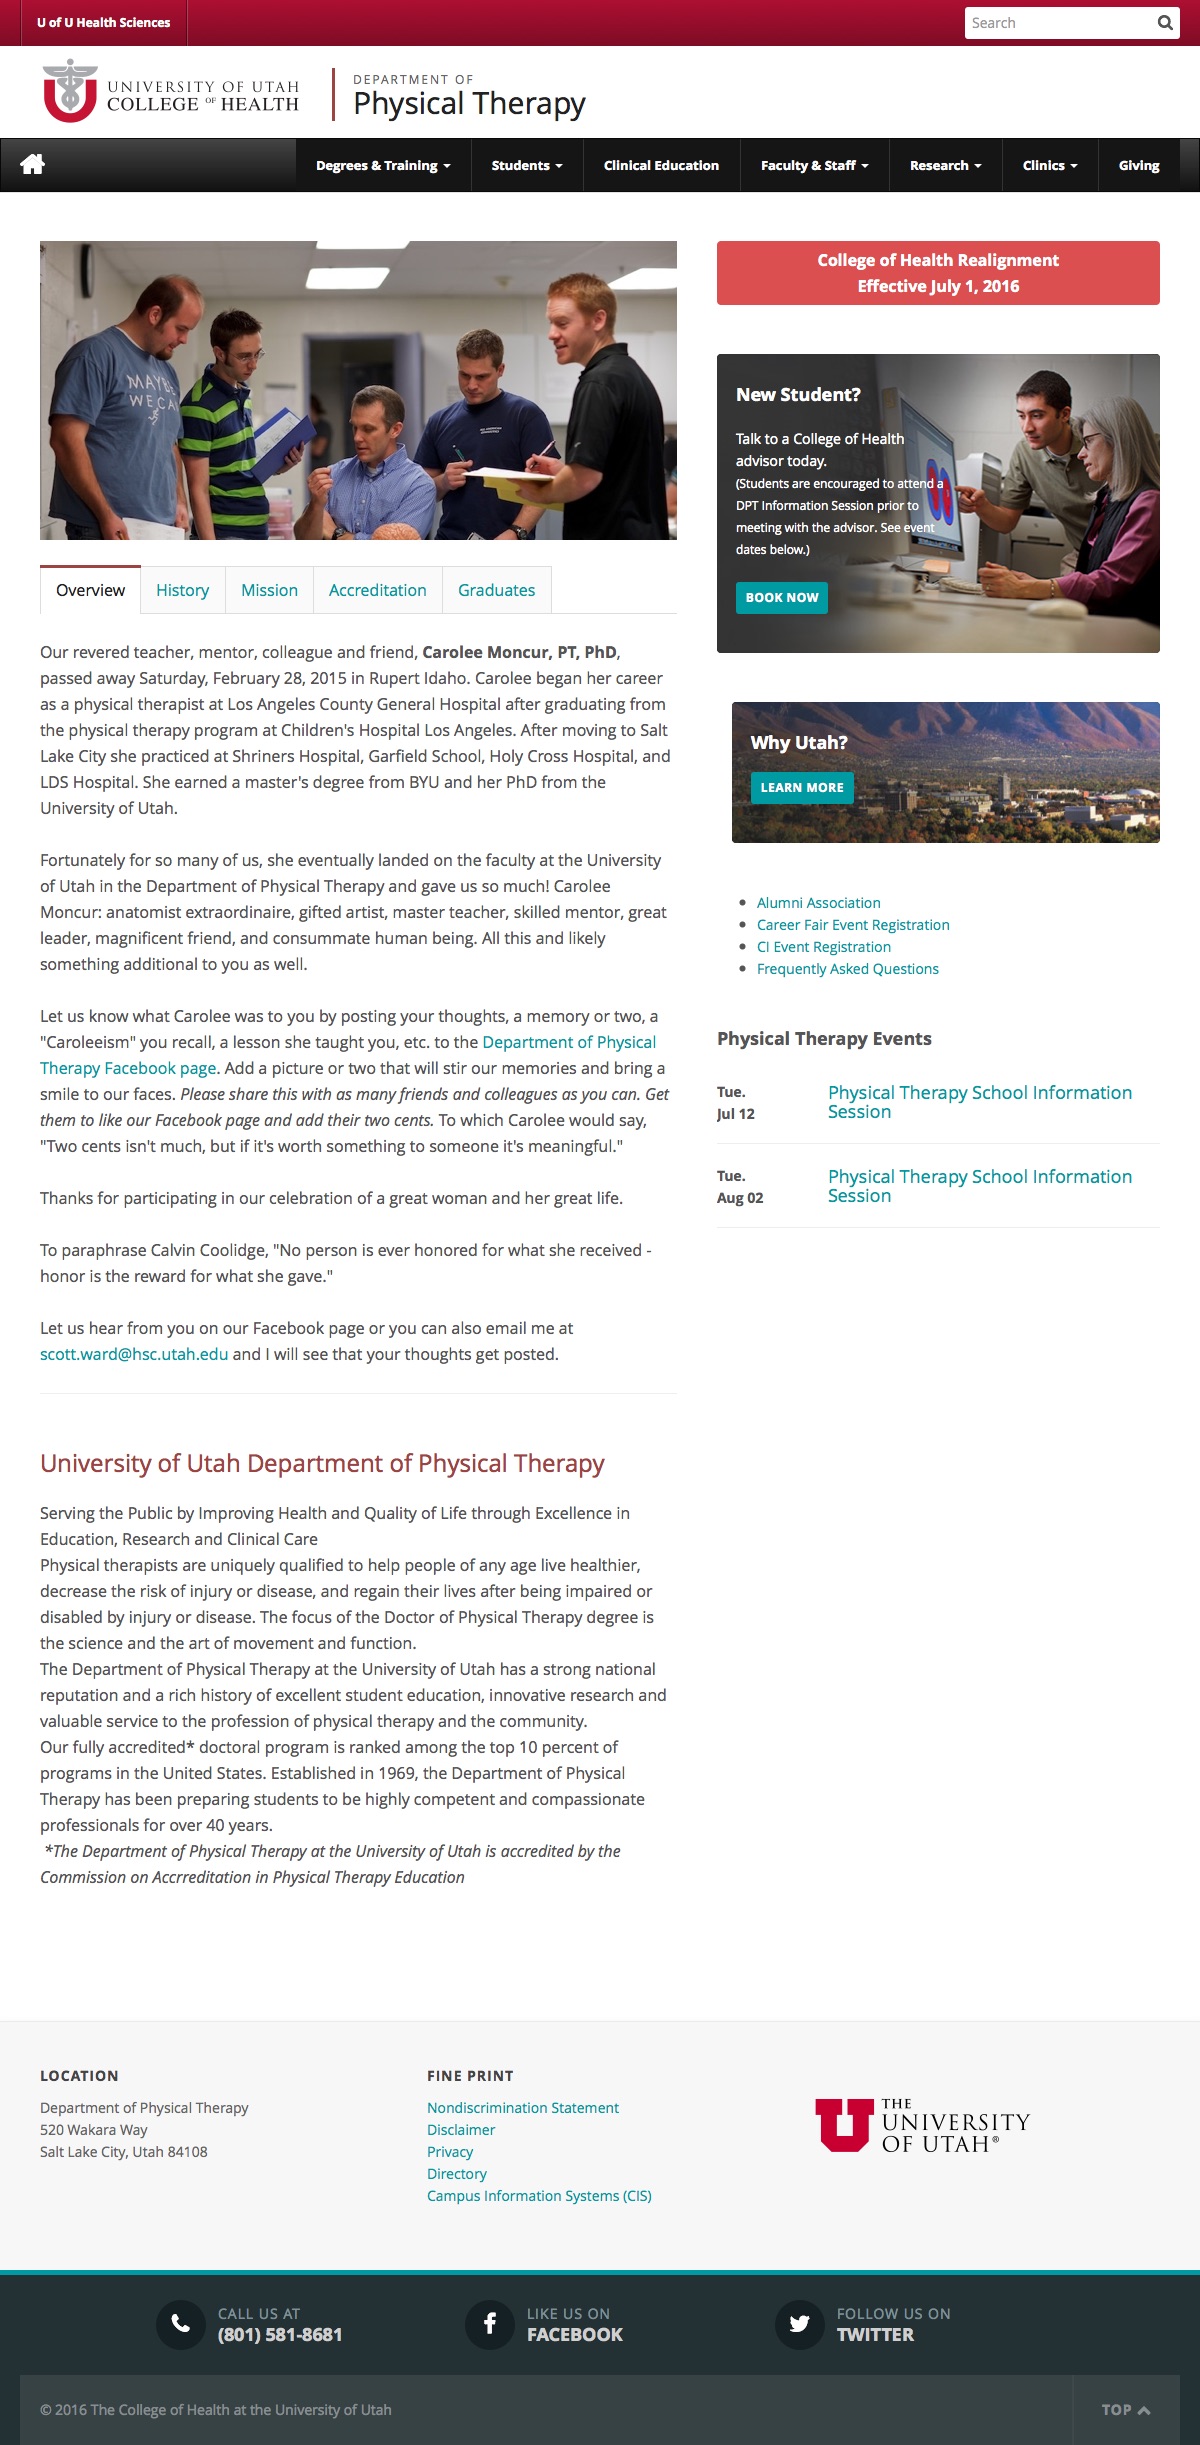 U of U Health Sciences
Search
UNIVERSITY OF UTAH
COLLEGE OF HEALTH
DEPARTMENT OF
Physical Therapy
Degrees & Training
Students
Clinical Education
Faculty & Staff
Research
Clinics
Giving
MAYBE
WE CA
College of Health Realignment
Effective July 1, 2016
New Student?
Talk to a College of Health
advisor today.
(Students are encouraged to attend a
DPT Information Session prior to
meeting with the advisor. See event
dates below.)
BOOK NOW
Why Utah?
LEARN MORE
Alumni Association
Career Fair Event Registration
CI Event Registration
Frequently Asked Questions
Physical Therapy Events
Tue.
Jul 12
Physical Therapy School Information
Session
Tue.
Aug 02
Physical Therapy School Information
Session
Overview
History
Mission
Accreditation
Graduates
Our revered teacher, mentor, colleague and friend, Carolee Moncur, PT, PhD,
passed away Saturday, February 28, 2015 in Rupert Idaho. Carolee began her career
as a physical therapist at Los Angeles County General Hospital after graduating from
the physical therapy program at Children's Hospital Los Angeles. After moving to Salt
Lake City she practiced at Shriners Hospital, Garfield School, Holy Cross Hospital, and
LDS Hospital. She earned a master's degree from BYU and her PhD from the
University of Utah.
Fortunately for so many of us, she eventually landed on the faculty at the University
of Utah in the Department of Physical Therapy and gave us so much! Carolee
Moncur: anatomist extraordinaire, gifted artist, master teacher, skilled mentor, great
leader, magnificent friend, and consummate human being. All this and likely
something additional to you as well.
Let us know what Carolee was to you by posting your thoughts, a memory or two, a
"Caroleeism" you recall, a lesson she taught you, etc. to the Department of Physical
Therapy Facebook page. Add a picture or two that will stir our memories and bring a
smile to our faces. Please share this with as many friends and colleagues as you can. Get
them to like our Facebook page and add their two cents. To which Carolee would say,
"Two cents isn't much, but if it's worth something to someone it's meaningful."
Thanks for participating in our celebration of a great woman and her great life.
To paraphrase Calvin Coolidge, "No person is ever honored for what she received -
honor is the reward for what she gave."
Let us hear from you on our Facebook page or you can also email me at
scott.ward@hsc.utah.edu and I will see that your thoughts get posted.
University of Utah Department of Physical Therapy
Serving the Public by Improving Health and Quality of Life through Excellence in
Education, Research and Clinical Care
Physical therapists are uniquely qualified to help people of any age live healthier,
decrease the risk of injury or disease, and regain their lives after being impaired or
disabled by injury or disease. The focus of the Doctor of Physical Therapy degree is
the science and the art of movement and function.
The Department of Physical Therapy at the University of Utah has a strong national
reputation and a rich history of excellent student education, innovative research and
valuable service to the profession of physical therapy and the community.
Our fully accredited* doctoral program is ranked among the top 10 percent of
programs in the United States. Established in 1969, the Department of Physical
Therapy has been preparing students to be highly competent and compassionate
professionals for over 40 years.
*The Department of Physical Therapy at the University of Utah is accredited by the
Commission on Accrreditation in Physical Therapy Education
LOCATION
Department of Physical Therapy
520 Wakara Way
Salt Lake City, Utah 84108
FINE PRINT
Nondiscrimination Statement
Disclaimer
Privacy
Directory
Campus Information Systems (CIS)
THE
UNIVERSITY
OF UTAH®
CALL US AT
(801) 581-8681
LIKE US ON
FACEBOOK
FOLLOW US ON
TWITTER
© 2016 The College of Health at the University of Utah
TOP